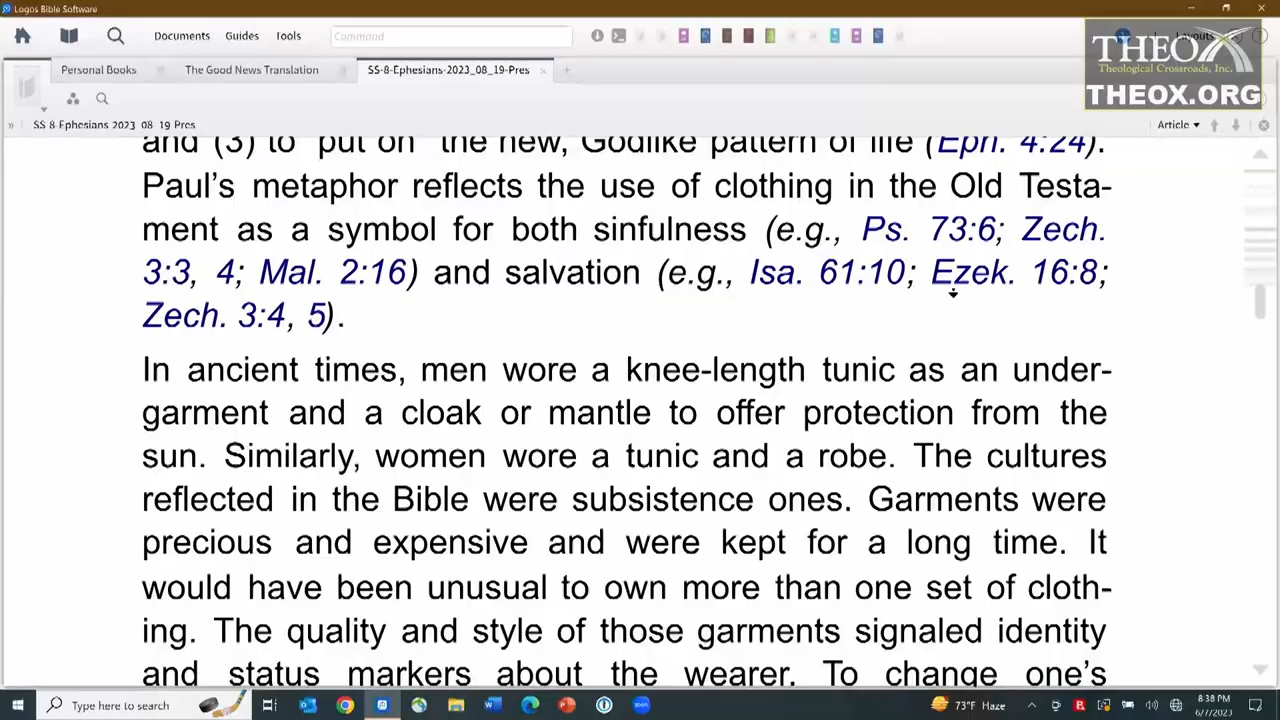 Logos Bible Software
Documents Guides Tools Command Layouts
THEOX
Theological Crossroads, Inc.
THEOX.ORG
Personal Books The Good News Translation SS-8-Ephesians-2023_08_19-Pres
» SS-8-Ephesians-2023_08_19-Pres Article
and (3) to "put on" the new, Godlike pattern of life (Eph. 4:24).
Paul's metaphor reflects the use of clothing in the Old Testa-
ment as a symbol for both sinfulness (e.g., Ps. 73:6; Zech.
3:3, 4; Mal. 2:16) and salvation (e.g., Isa. 61:10; Ezek. 16:8;
Zech. 3:4, 5).
In ancient times, men wore a knee-length tunic as an under-
garment and a cloak or mantle to offer protection from the
sun. Similarly, women wore a tunic and a robe. The cultures
reflected in the Bible were subsistence ones. Garments were
precious and expensive and were kept for a long time. It
would have been unusual to own more than one set of cloth-
ing. The quality and style of those garments signaled identity
and status markers about the wearer. To change one's
Type here to search 73°F Haze 8:38 PM
6/7/2023